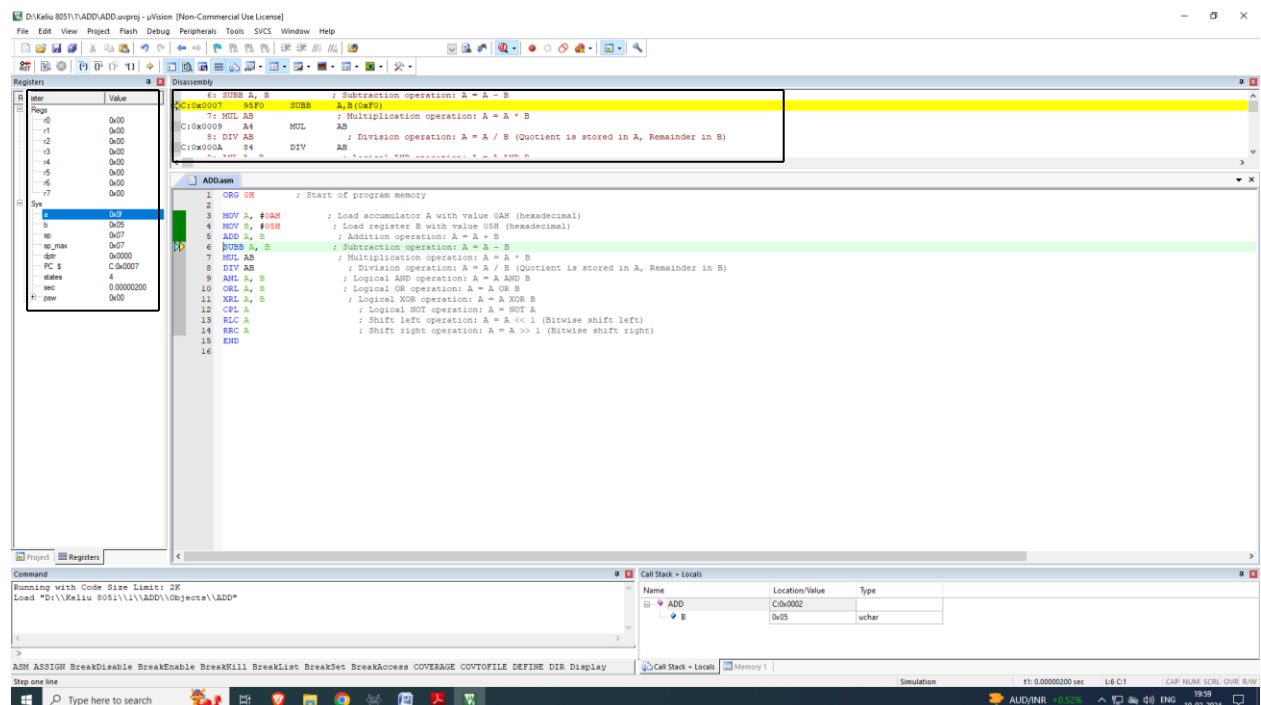 D:\Keliu 8051\1\ADD\ADD.uvproj - µVision [Non-Commercial Use License]
File Edit View Project Flash Debug Peripherals Tools SVCS Window Help
Registers
Disassembly
R ister Value
Regs
r0 0x00
r1 0x00
r2 0x00
r3 0x00
r4 0x00
r5 0x00
r6 0x00
r7 0x00
Sys
a 0x0f
b 0x05
sp 0x07
sp_max 0x07
dptr 0x0000
PC $ C:0x0007
states 4
sec 0.00000200
psw 0x00
Project Registers
6: SUBB A, B ; Subtraction operation: A = A - B
C:0x0007 95F0 SUBB A,B(0xF0)
7: MUL AB ; Multiplication operation: A = A * B
C:0x0009 A4 MUL AB
8: DIV AB ; Division operation: A = A / B (Quotient is stored in A, Remainder in B)
C:0x000A 84 DIV AB
ADD.asm
1 ORG 0H ; Start of program memory
2
3 MOV A, #0AH ; Load accumulator A with value 0AH (hexadecimal)
4 MOV B, #05H ; Load register B with value 05H (hexadecimal)
5 ADD A, B ; Addition operation: A = A + B
6 SUBB A, B ; Subtraction operation: A = A - B
7 MUL AB ; Multiplication operation: A = A * B
8 DIV AB ; Division operation: A = A / B (Quotient is stored in A, Remainder in B)
9 ANL A, B ; Logical AND operation: A = A AND B
10 ORL A, B ; Logical OR operation: A = A OR B
11 XRL A, B ; Logical XOR operation: A = A XOR B
12 CPL A ; Logical NOT operation: A = NOT A
13 RLC A ; Shift left operation: A = A << 1 (Bitwise shift left)
14 RRC A ; Shift right operation: A = A >> 1 (Bitwise shift right)
15 END
16
Command
Running with Code Size Limit: 2K
Load "D:\\Keliu 8051\\1\\ADD\\Objects\\ADD"
>
ASM ASSIGN BreakDisable BreakEnable BreakKill BreakList BreakSet BreakAccess COVERAGE COVTOFILE DEFINE DIR Display
Call Stack + Locals
Name Location/Value Type
ADD C:0x0002
B 0x05 uchar
Call Stack + Locals Memory 1
Step one line Simulation t1: 0.00000200 sec L:6 C:1 CAP NUM SCRL OVR R/W
Type here to search
AUD/INR +0.52% ENG 19:59